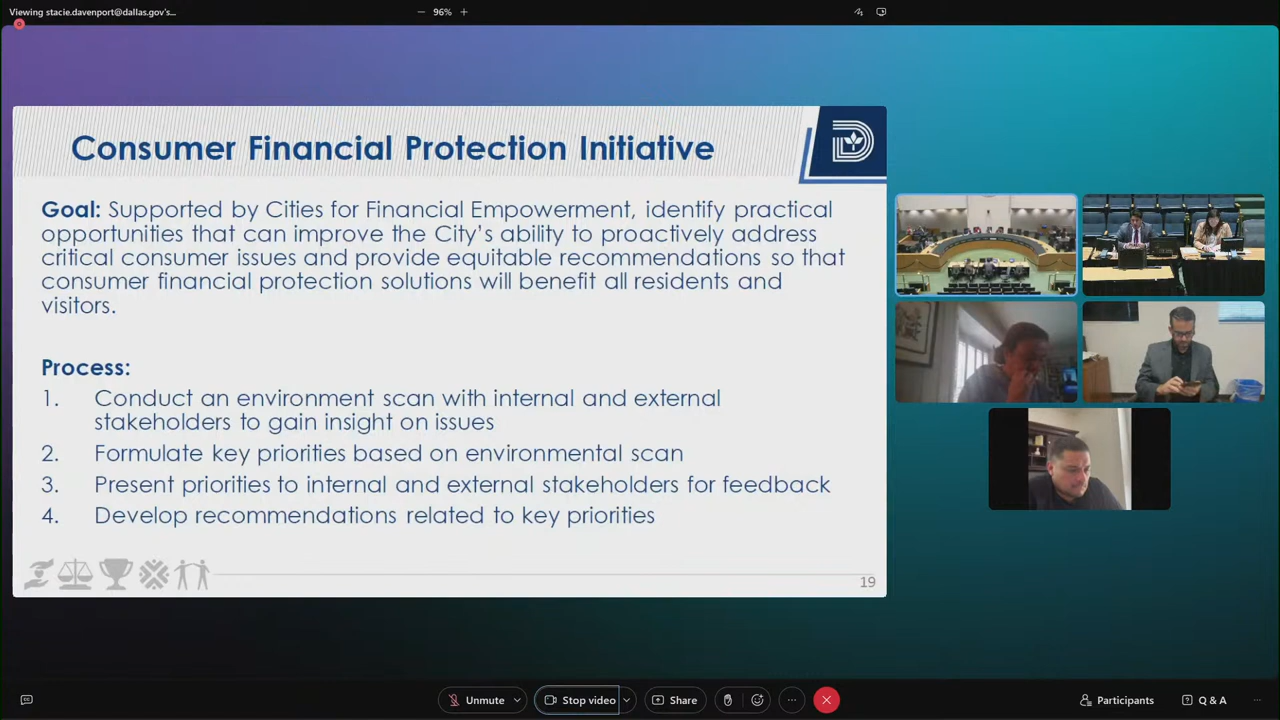 Viewing stacie.davenport@dallas.gov's...
96%
Consumer Financial Protection Initiative
Goal: Supported by Cities for Financial Empowerment, identify practical
opportunities that can improve the City's ability to proactively address
critical consumer issues and provide equitable recommendations so that
consumer financial protection solutions will benefit all residents and
visitors.
Process:
1. Conduct an environment scan with internal and external
stakeholders to gain insight on issues
2. Formulate key priorities based on environmental scan
3. Present priorities to internal and external stakeholders for feedback
4. Develop recommendations related to key priorities
19
Unmute
Stop video
Share
Participants
Q & A